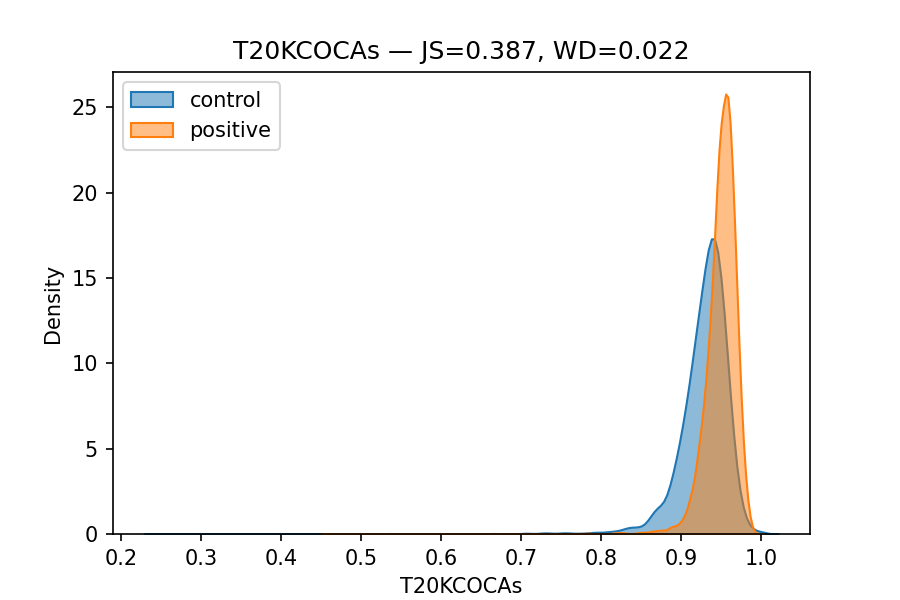 T20KCOCAs — JS=0.387, WD=0.022
control
positive
25
20
15
10
5
0
Density
0.2 0.3 0.4 0.5 0.6 0.7 0.8 0.9 1.0
T20KCOCAs